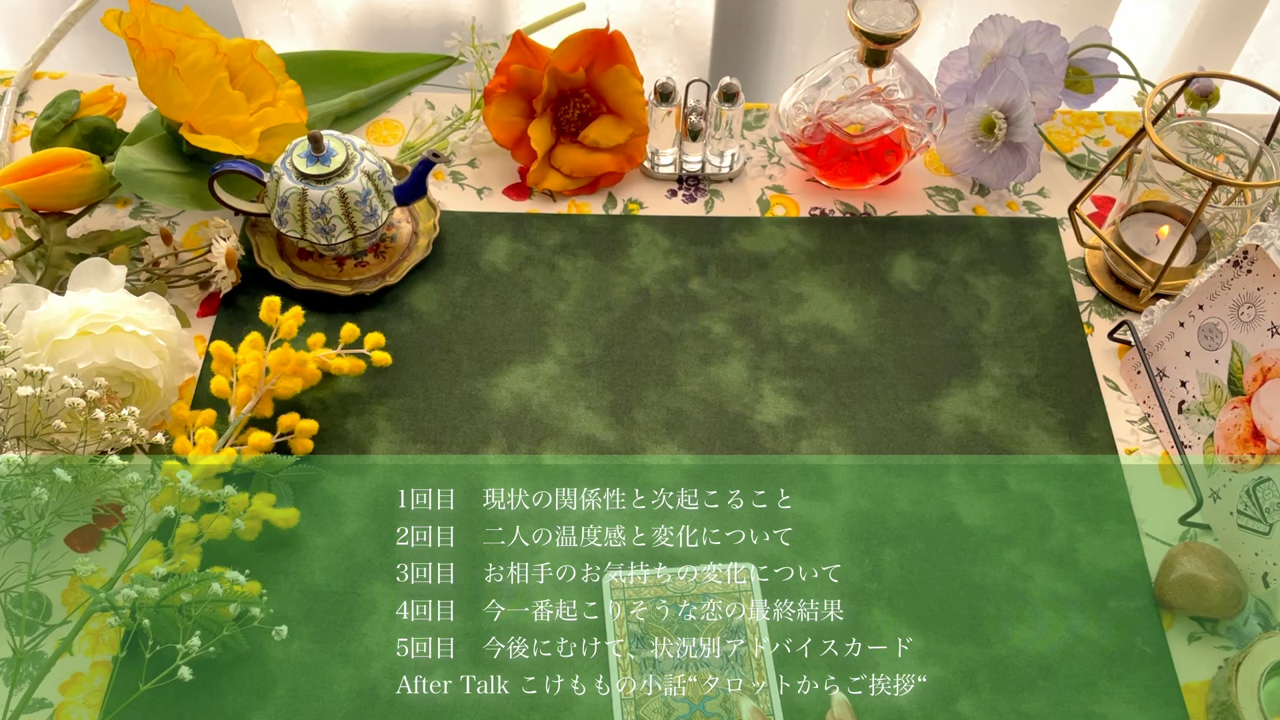 1回目　現状の関係性と次起こること
2回目　二人の温度感と変化について
3回目　お相手のお気持ちの変化について
4回目　今一番起こりそうな恋の最終結果
5回目　今後にむけて、状況別アドバイスカード
After Talk こけももの小話“タロットからご挨拶“